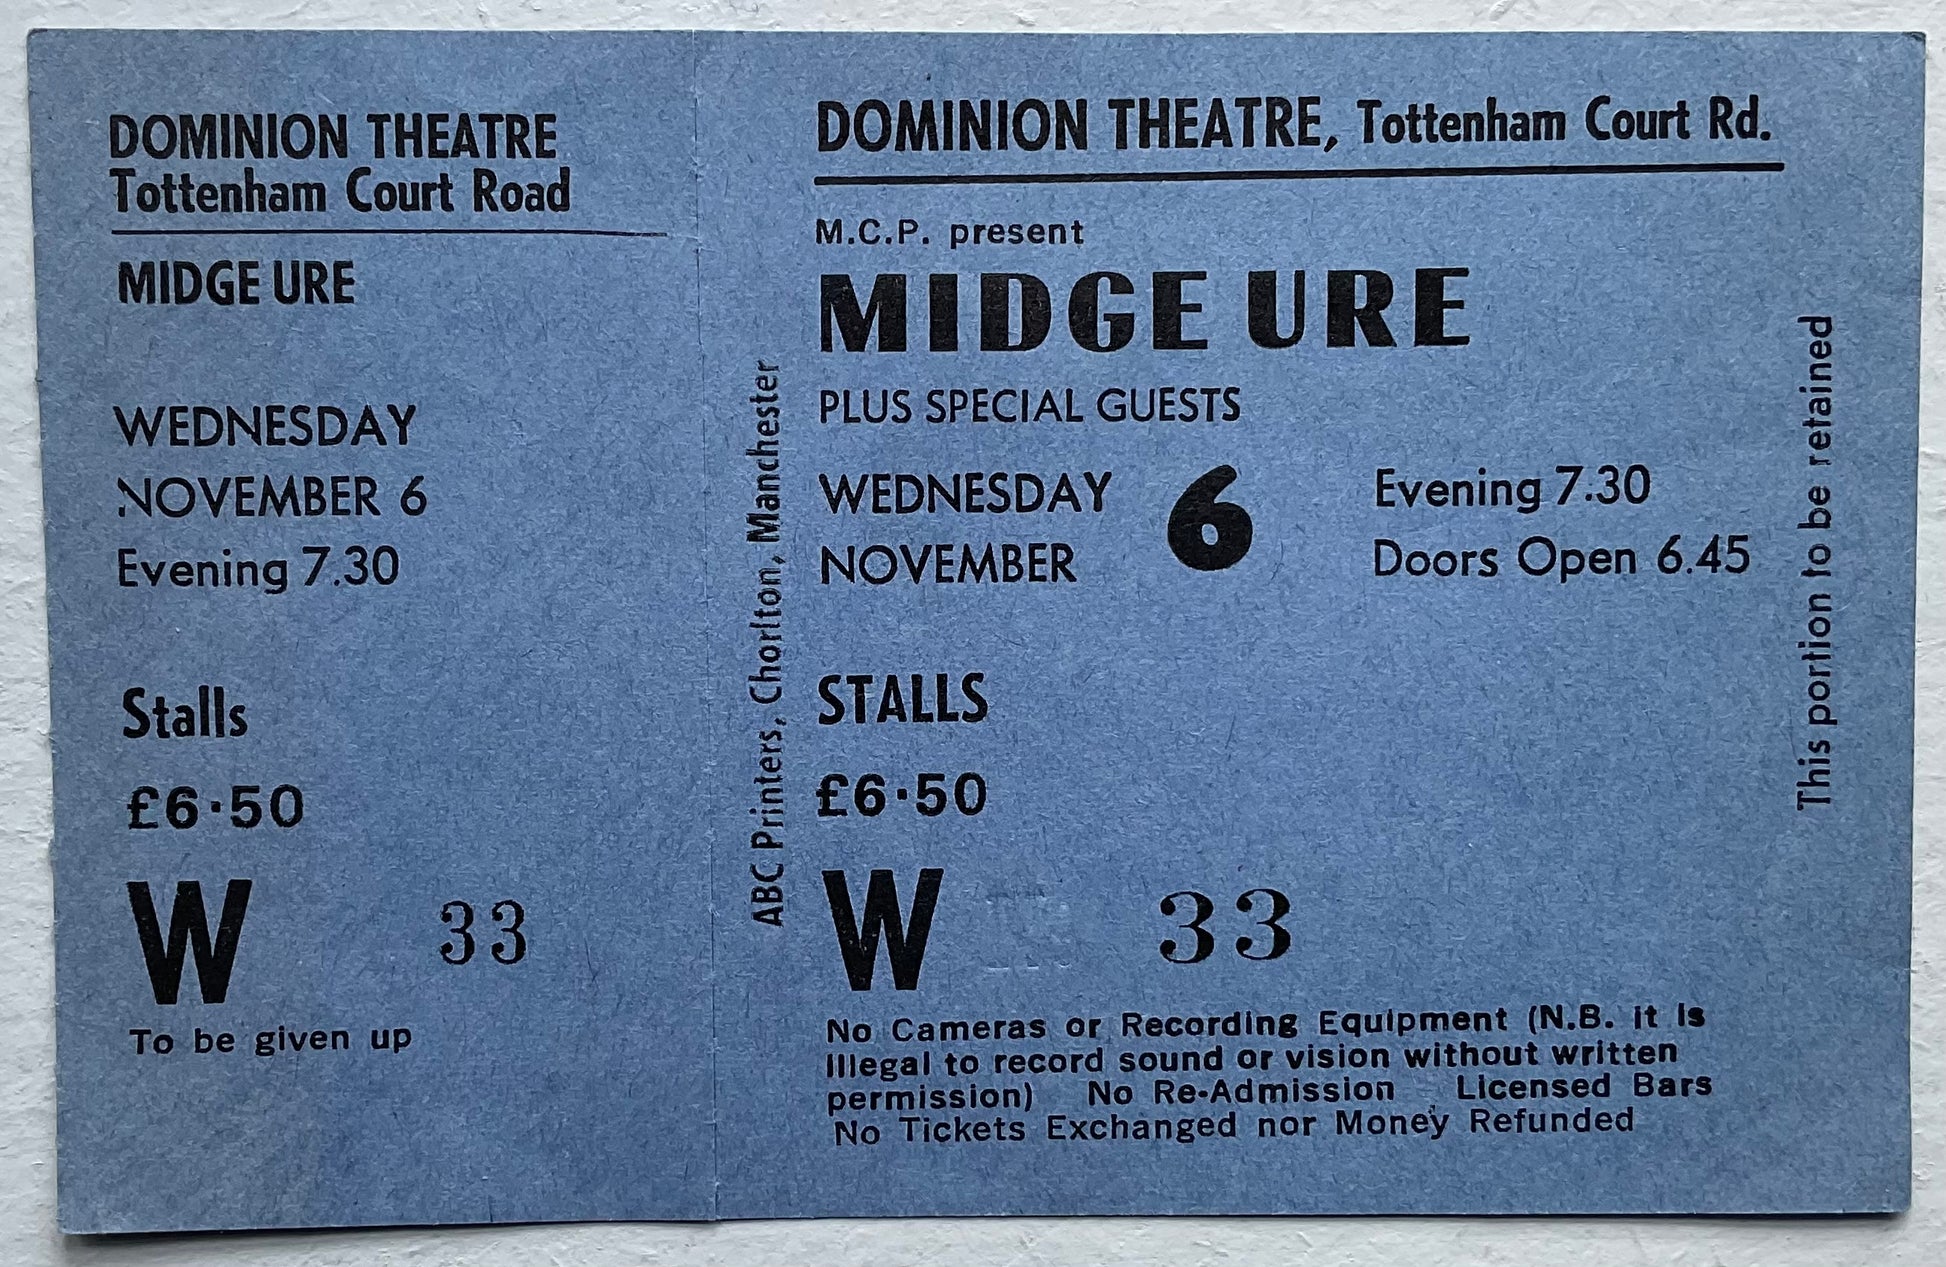 DOMINION THEATRE
Tottenham Court Road
MIDGE URE
WEDNESDAY
NOVEMBER 6
Evening 7.30
Stalls
£6·50
W 33
To be given up
ABC Printers, Chorlton, Manchester
DOMINION THEATRE, Tottenham Court Rd.
M.C.P. present
MIDGE URE
PLUS SPECIAL GUESTS
WEDNESDAY 6 Evening 7.30
NOVEMBER Doors Open 6.45
STALLS
£6·50
W 33
No Cameras or Recording Equipment (N.B. it is
illegal to record sound or vision without written
permission) No Re-Admission Licensed Bars
No Tickets Exchanged nor Money Refunded
This portion to be retained